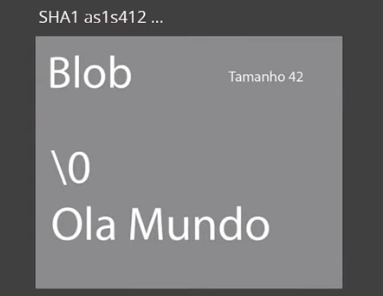 SHA1 as1s412 ...
Blob Tamanho 42
\0
Ola Mundo